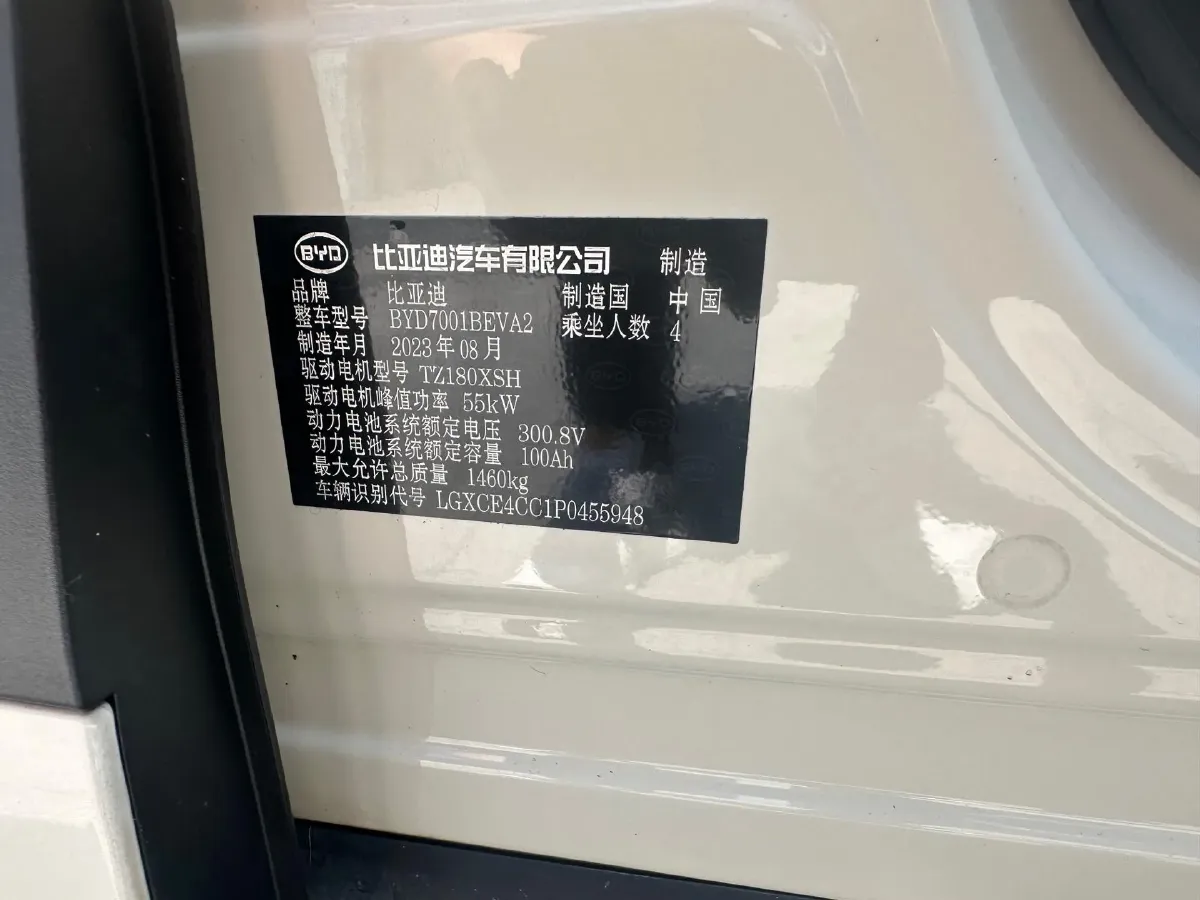 BYD 比亚迪汽车有限公司 制造
品牌 比亚迪 制造国 中国
整车型号 BYD7001BEVA2 乘坐人数 4
制造年月 2023年08月
驱动电机型号 TZ180XSH
驱动电机峰值功率 55kW
动力电池系统额定电压 300.8V
动力电池系统额定容量 100Ah
最大允许总质量 1460kg
车辆识别代号 LGXCE4CC1P0455948